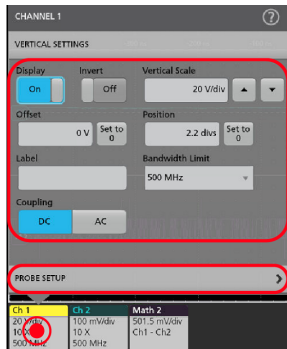 CHANNEL 1 ?
VERTICAL SETTINGS
Display Invert Vertical Scale
On Off 20 V/div
Offset Position
0 V Set to 0 2.2 divs Set to 0
Label Bandwidth Limit
500 MHz
Coupling
DC AC
PROBE SETUP
Ch 1 Ch 2 Math 2
20 V/div 100 mV/div 501.5 mV/div
10 X 10 X Ch1 - Ch2
500 MHz 500 MHz